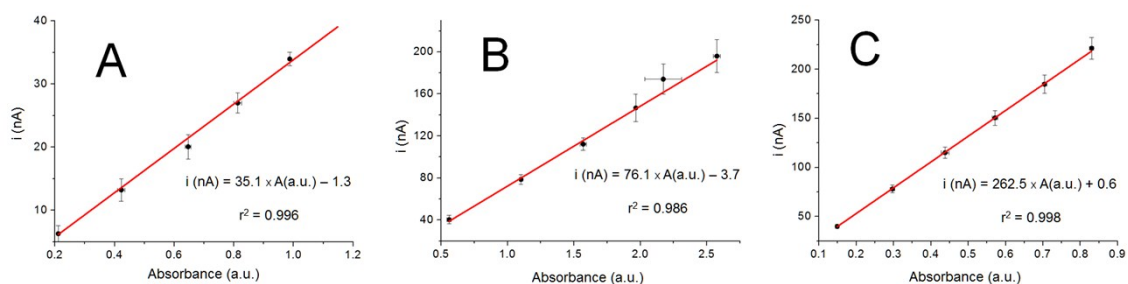 A
i (nA)
40
30
20
10
i (nA) = 35.1 x A(a.u.) – 1.3
r² = 0.996
0.2 0.4 0.6 0.8 1.0 1.2
Absorbance (a.u.)
B
i (nA)
200
160
120
80
40
i (nA) = 76.1 x A(a.u.) – 3.7
r² = 0.986
1.0 1.5 2.0 2.5
Absorbance (a.u.)
C
i (nA)
250
200
150
100
50
0
i (nA) = 262.5 x A(a.u.) + 0.6
r² = 0.998
0.1 0.2 0.3 0.4 0.5 0.6 0.7 0.8 0.9
Absorbance (a.u.)